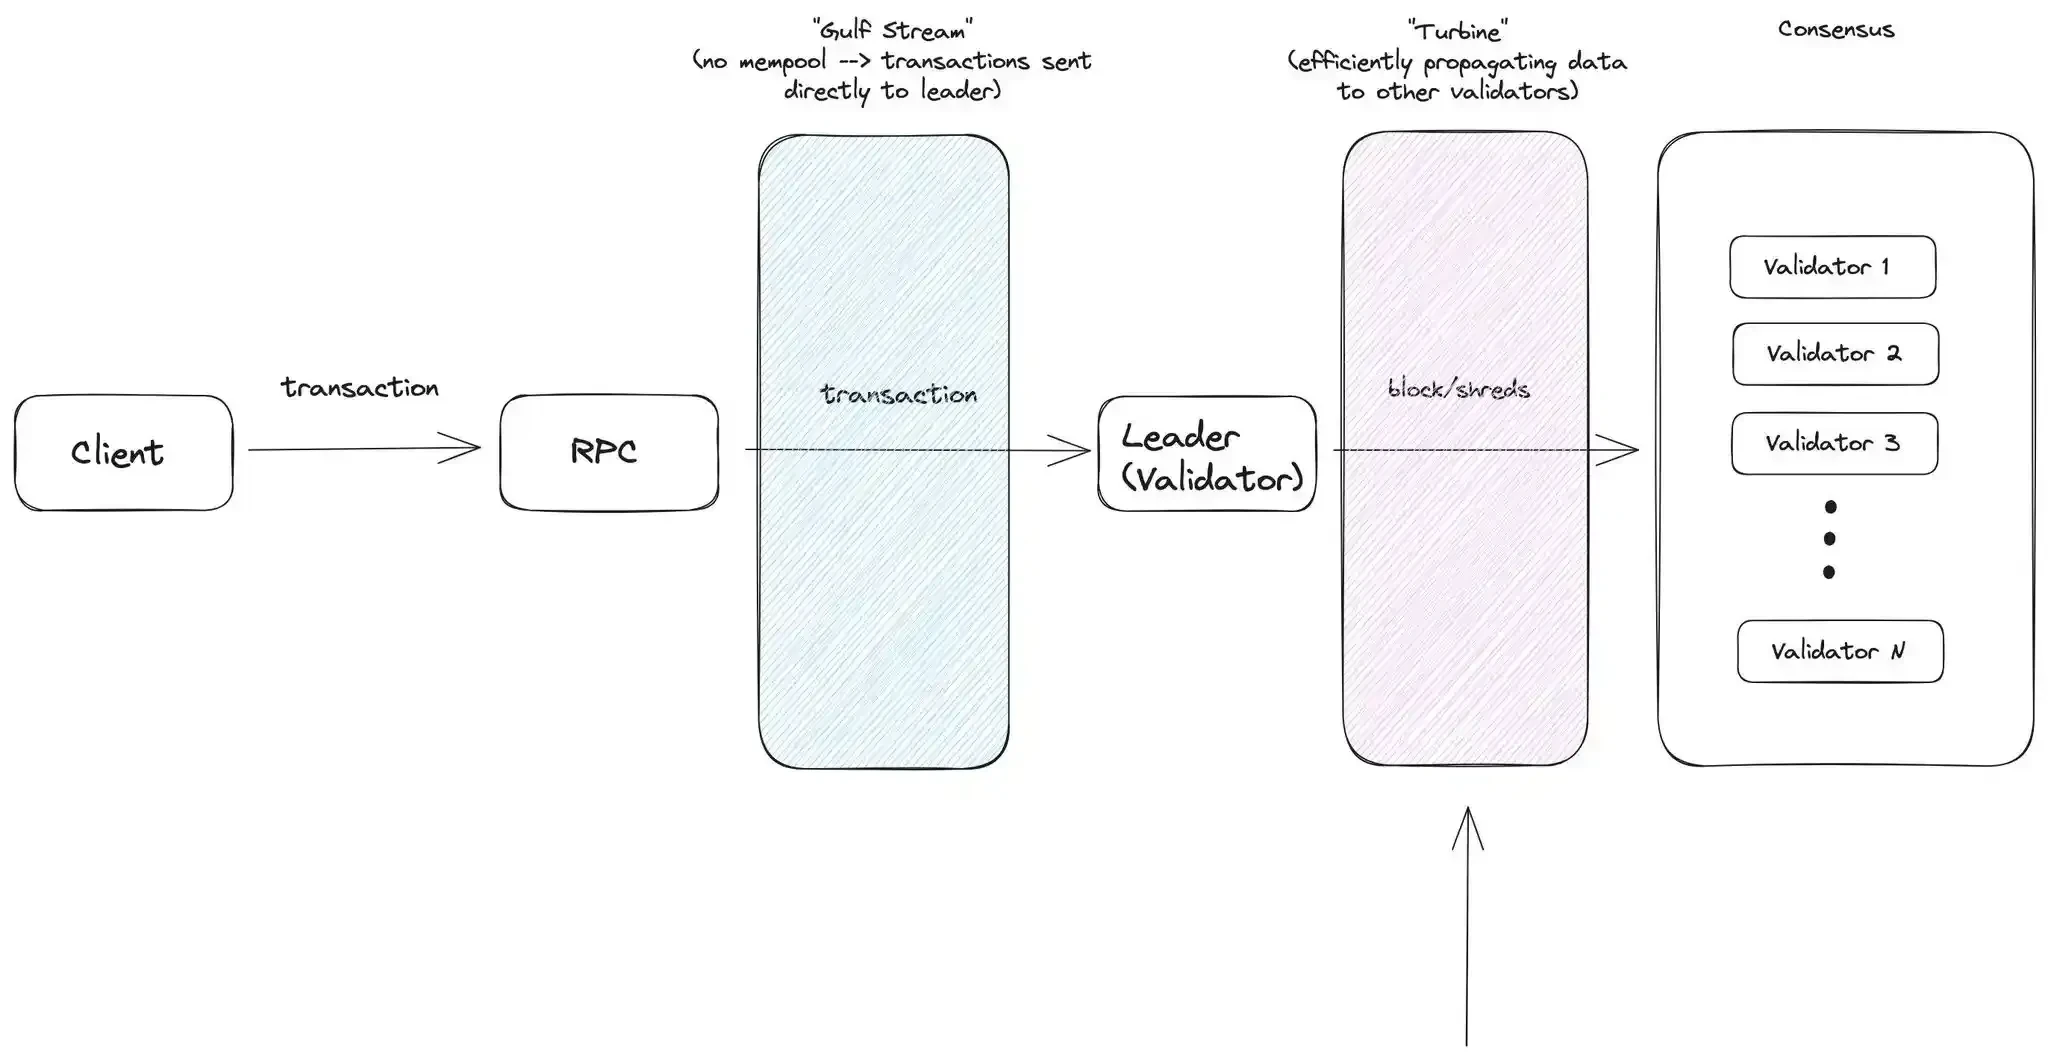 "Gulf Stream"
(no mempool --> transactions sent
directly to leader)
"Turbine"
(efficiently propagating data
to other validators)
Consensus
Client
transaction
RPC
transaction
Leader
(Validator)
block/shreds
Validator 1
Validator 2
Validator 3
Validator N